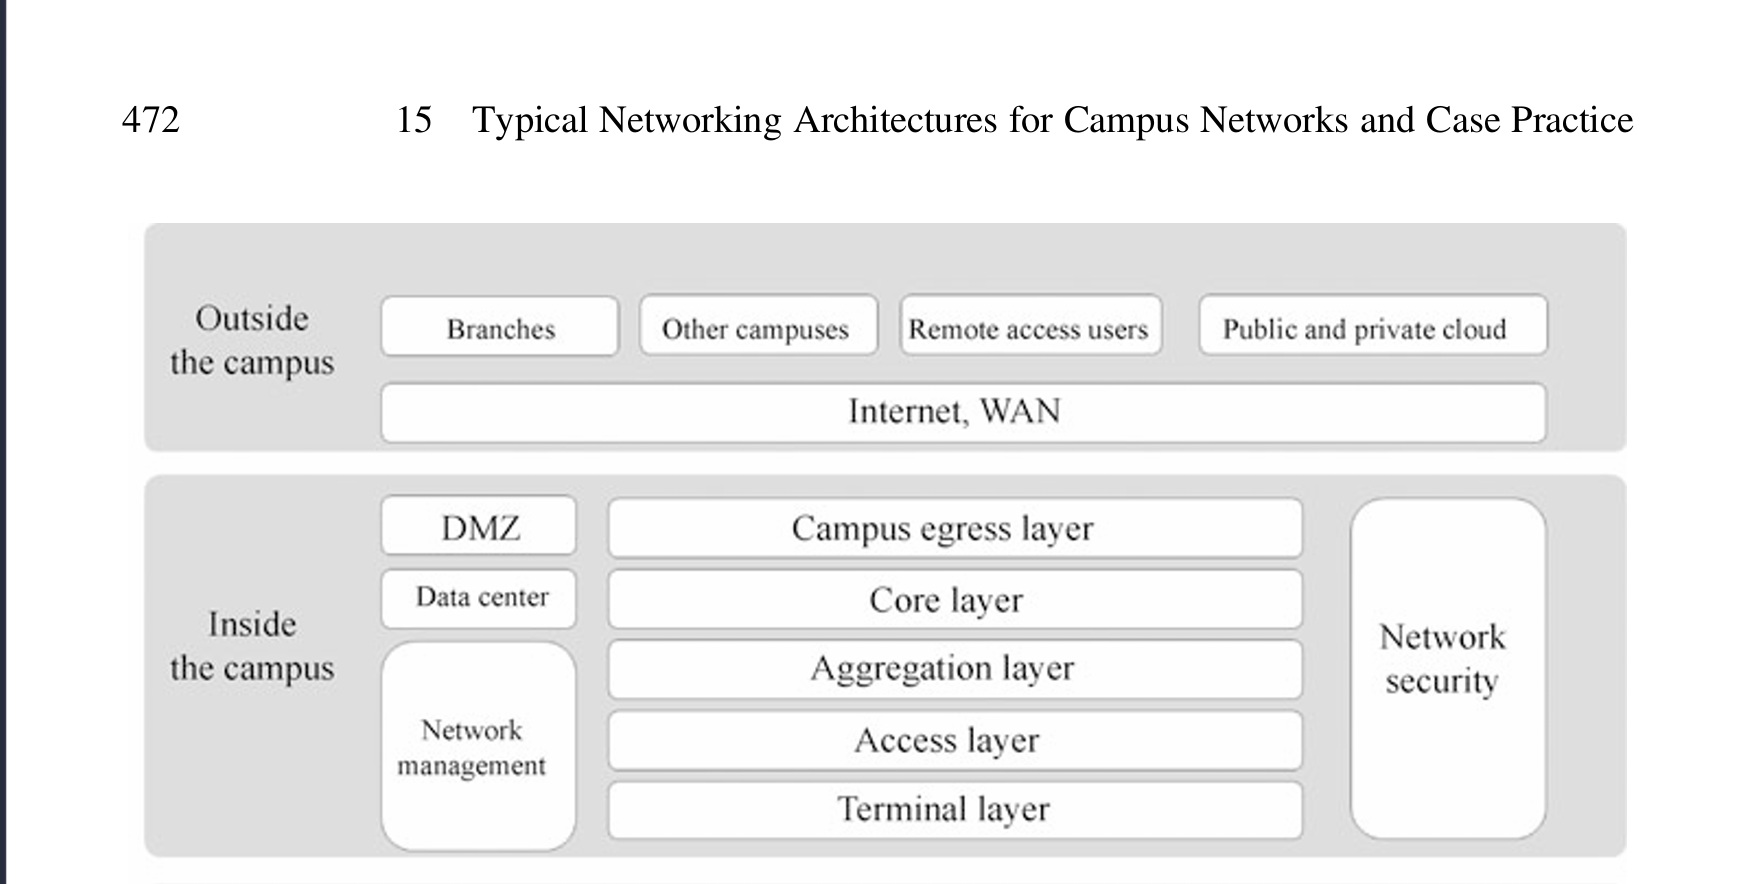 472 15 Typical Networking Architectures for Campus Networks and Case Practice
Outside
the campus
Branches
Other campuses
Remote access users
Public and private cloud
Internet, WAN
Inside
the campus
DMZ
Data center
Network
management
Campus egress layer
Core layer
Aggregation layer
Access layer
Terminal layer
Network
security